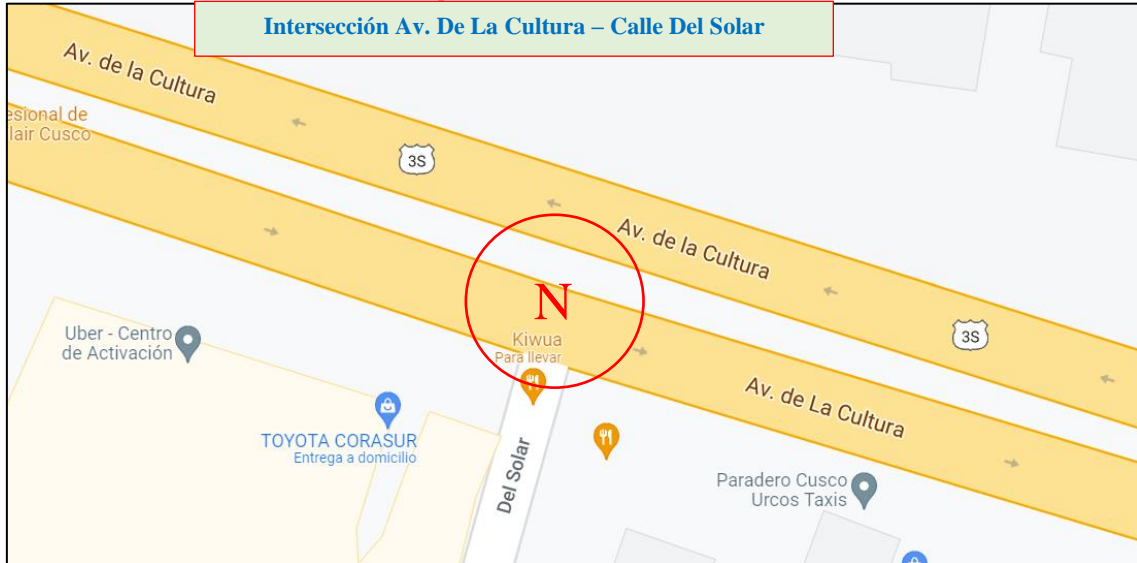 Intersección Av. De La Cultura – Calle Del Solar
Av. de la Cultura
esional de
lair Cusco
3S
Av. de la Cultura
N
3S
Uber - Centro
de Activación
Kiwua
Para llevar
Av. de La Cultura
TOYOTA CORASUR
Entrega a domicilio
Del Solar
Paradero Cusco
Urcos Taxis